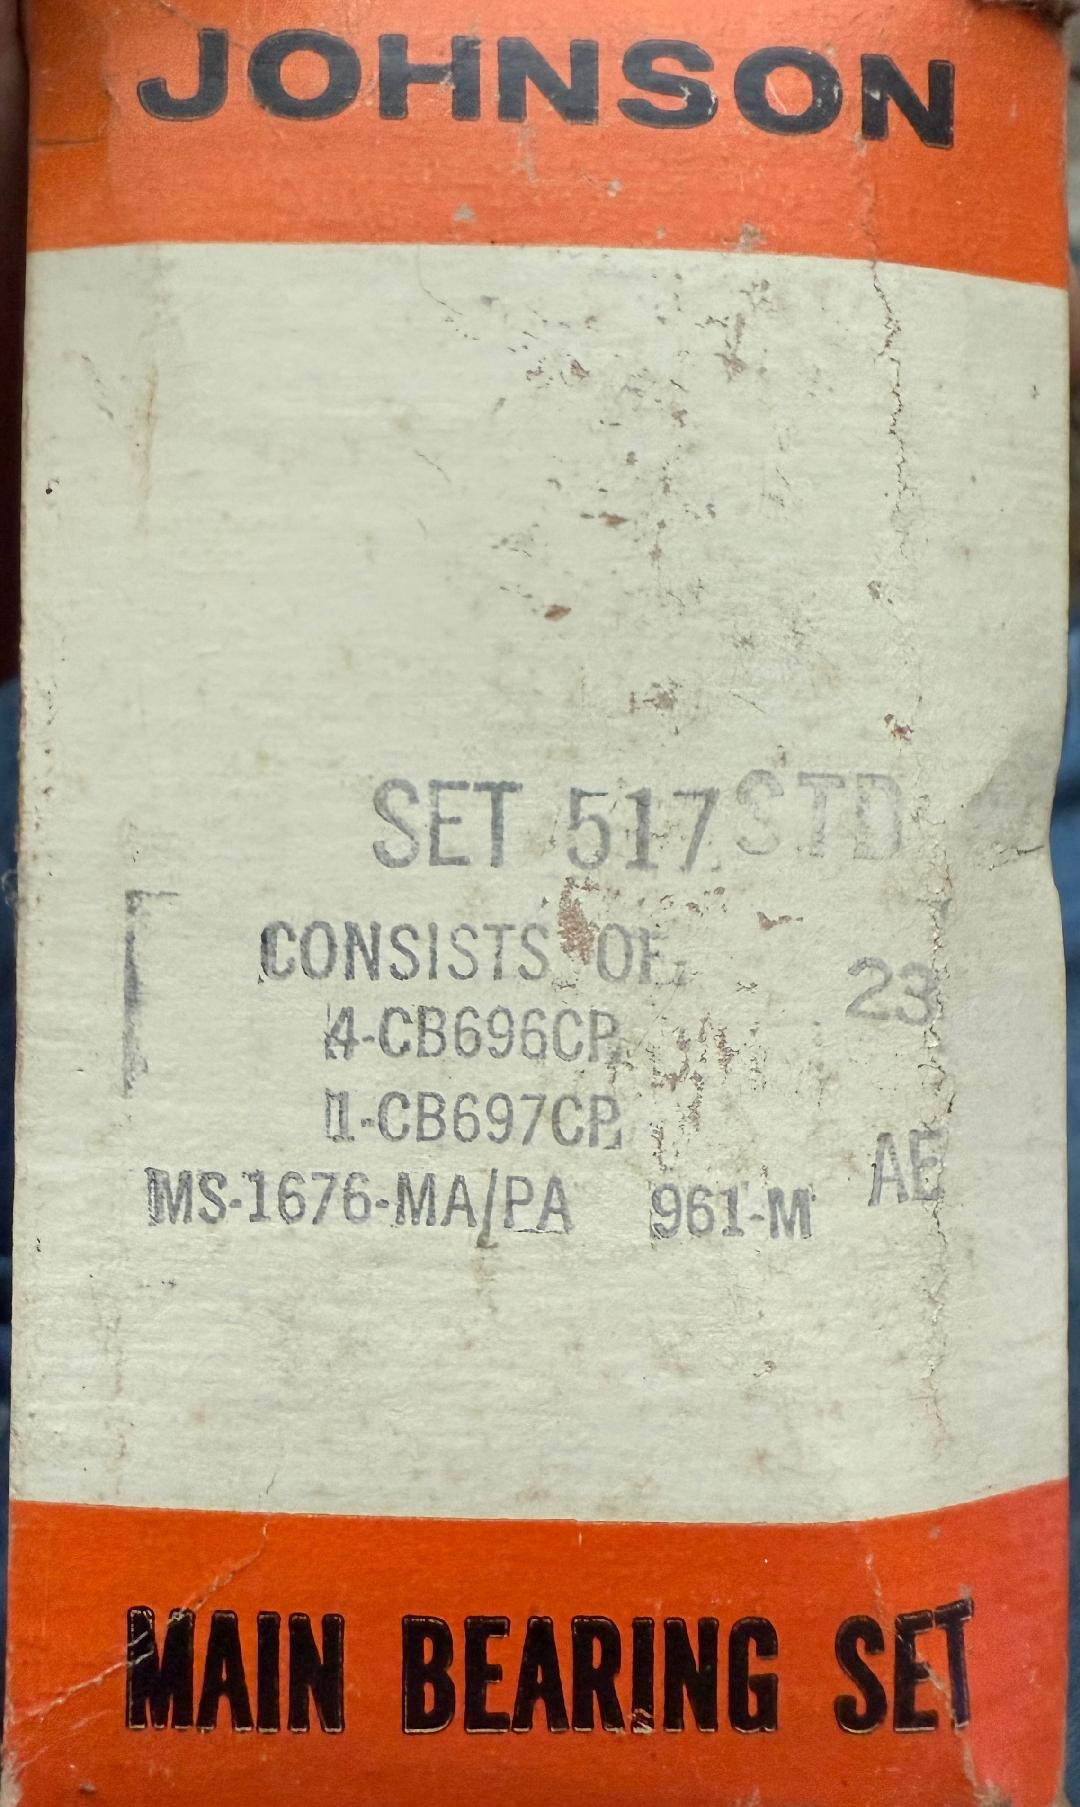 JOHNSON
SET 517 STD
CONSISTS OF
4-CB696CP 23
1-CB697CP
MS-1676-MA/PA 961-M AE
MAIN BEARING SET